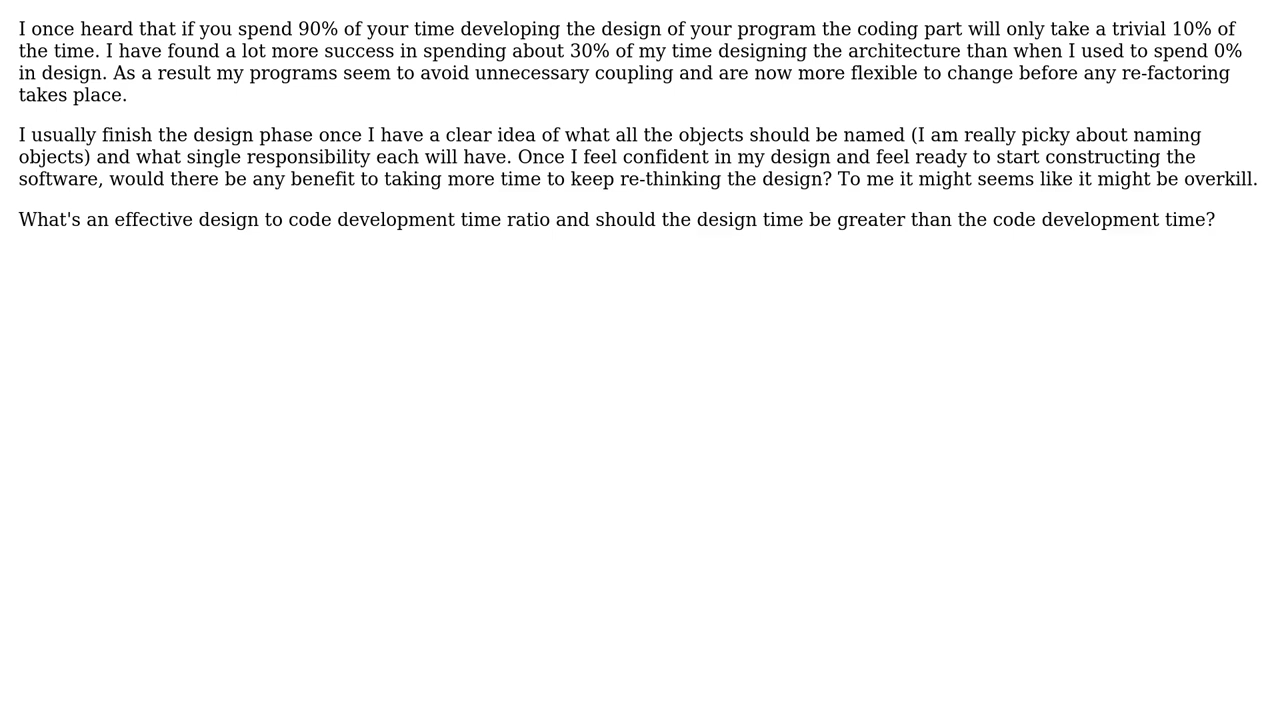 I once heard that if you spend 90% of your time developing the design of your program the coding part will only take a trivial 10% of
the time. I have found a lot more success in spending about 30% of my time designing the architecture than when I used to spend 0%
in design. As a result my programs seem to avoid unnecessary coupling and are now more flexible to change before any re-factoring
takes place.
I usually finish the design phase once I have a clear idea of what all the objects should be named (I am really picky about naming
objects) and what single responsibility each will have. Once I feel confident in my design and feel ready to start constructing the
software, would there be any benefit to taking more time to keep re-thinking the design? To me it might seems like it might be overkill.
What's an effective design to code development time ratio and should the design time be greater than the code development time?